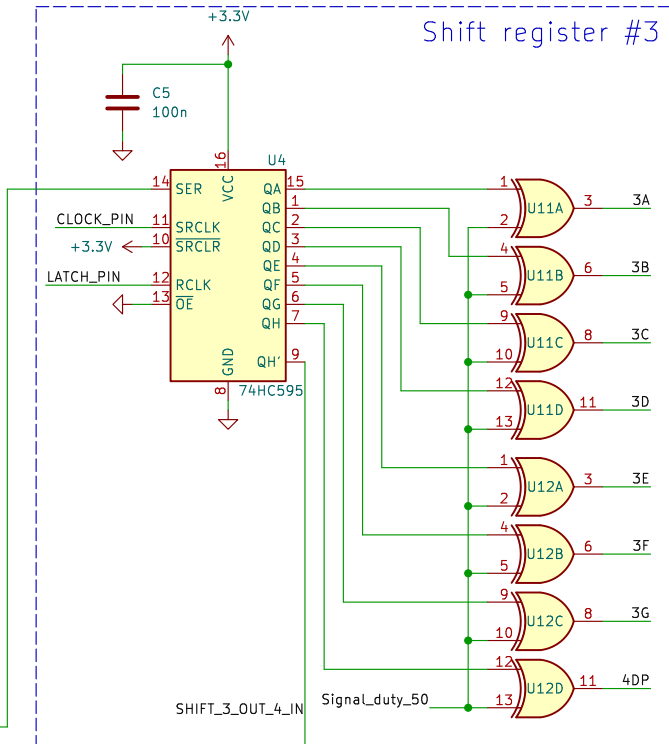 +3.3V
Shift register #3
C5
100n
16
U4
14 SER VCC QA 15 1 U11A 3 3A
QB 1 2
CLOCK_PIN 11 SRCLK QC 2
+3.3V 10 SRCLR QD 3 4 U11B 6 3B
QE 4 5
LATCH_PIN 12 RCLK QF 5
13 OE QG 6 9 U11C 8 3C
QH 7 10
GND QH' 9
8 74HC595 12 U11D 11 3D
13
1 U12A 3 3E
2
4 U12B 6 3F
5
9 U12C 8 3G
10
12 U12D 11 4DP
SHIFT_3_OUT_4_IN Signal_duty_50 13